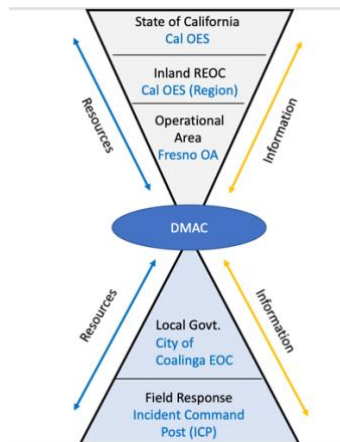 State of California
Cal OES
Inland REOC
Cal OES (Region)
Operational
Area
Fresno OA
Resources
Information
DMAC
Resources
Information
Local Govt.
City of
Coalinga EOC
Field Response
Incident Command
Post (ICP)